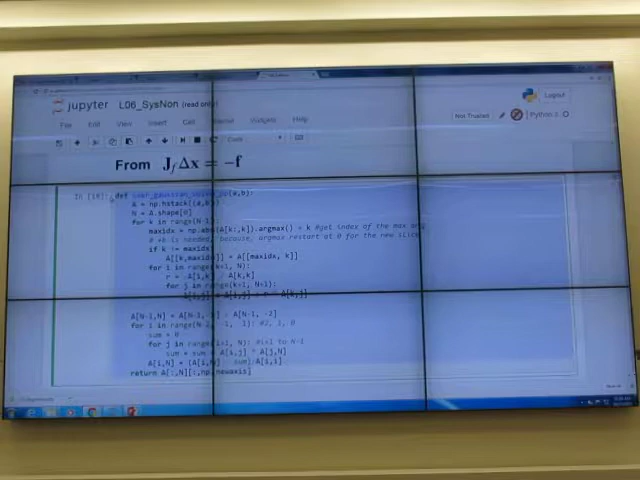 jupyter L06_SysNon (read only)
Logout
File Edit View Insert Cell Kernel Widgets Help
Not Trusted Python 3
From J_f Δx = −f
In [18]: def user_gaussian_solve_pp(a,b):
A = np.hstack((a,b))
N = A.shape[0]
for k in range(N-1):
maxidx = np.abs(A[k:,k]).argmax() + k #get index of the max arg
# +k is needed, because, argmax restart at 0 for the new slice
if k != maxidx:
A[[k,maxidx]] = A[[maxidx, k]]
for i in range(k+1, N):
r = A[i,k] / A[k,k]
for j in range(k+1, N+1):
A[i,j] = A[i,j] - r * A[k,j]
A[N-1,N] = A[N-1,-1] / A[N-1, -2]
for i in range(N-2, -1, -1): #2, 1, 0
sum = 0
for j in range(i+1, N): #i+1 to N-1
sum = sum + A[i,j] * A[j,N]
A[i,N] = (A[i,N] - sum)/A[i,i]
return A[:,N][:,np.newaxis]